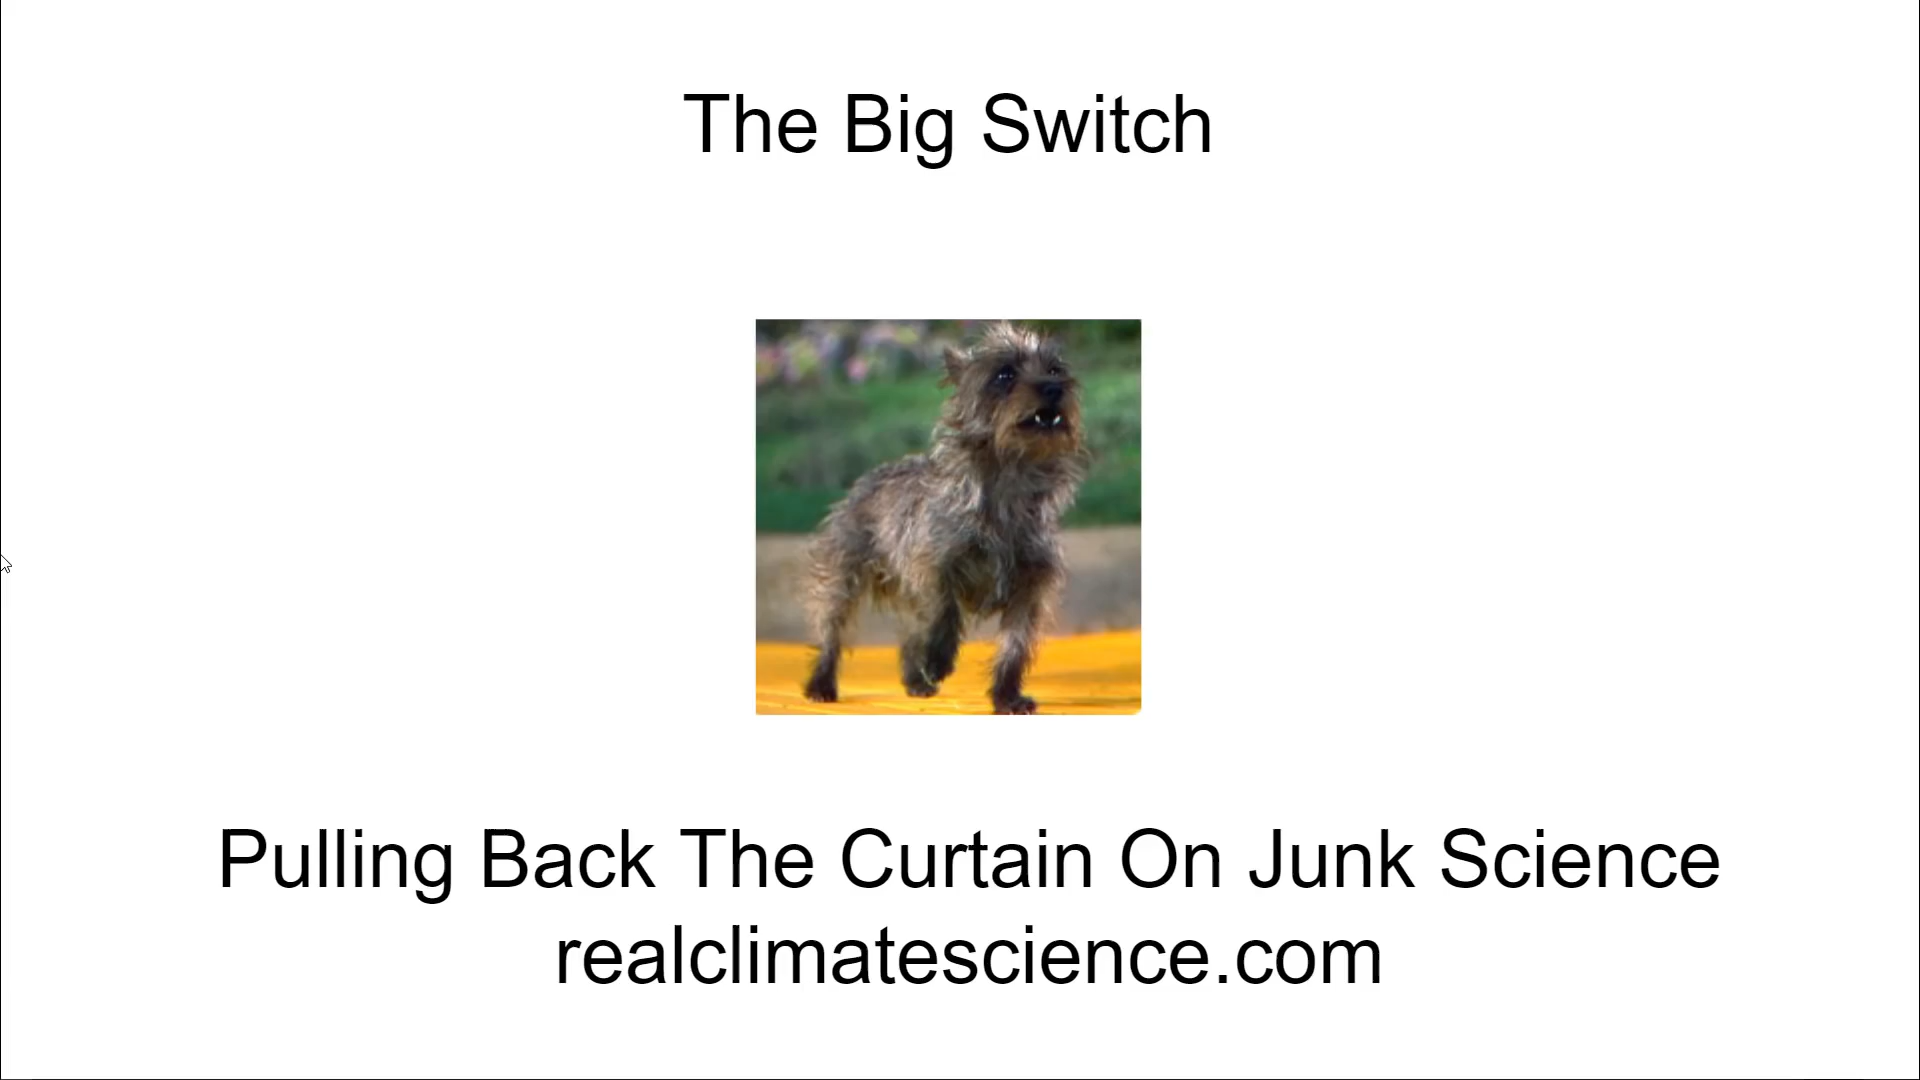 The Big Switch
Pulling Back The Curtain On Junk Science
realclimatescience.com